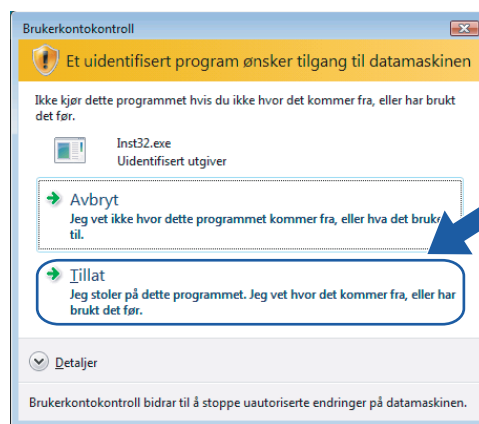 Brukerkontokontroll
Et uidentifisert program ønsker tilgang til datamaskinen
Ikke kjør dette programmet hvis du ikke hvor det kommer fra, eller har brukt
det før.
Inst32.exe
Uidentifisert utgiver
Avbryt
Jeg vet ikke hvor dette programmet kommer fra, eller hva det
til.
Tillat
Jeg stoler på dette programmet. Jeg vet hvor det kommer fra, eller har
brukt det før.
Detaljer
Brukerkontokontroll bidrar til å stoppe uautoriserte endringer på datamaskinen.